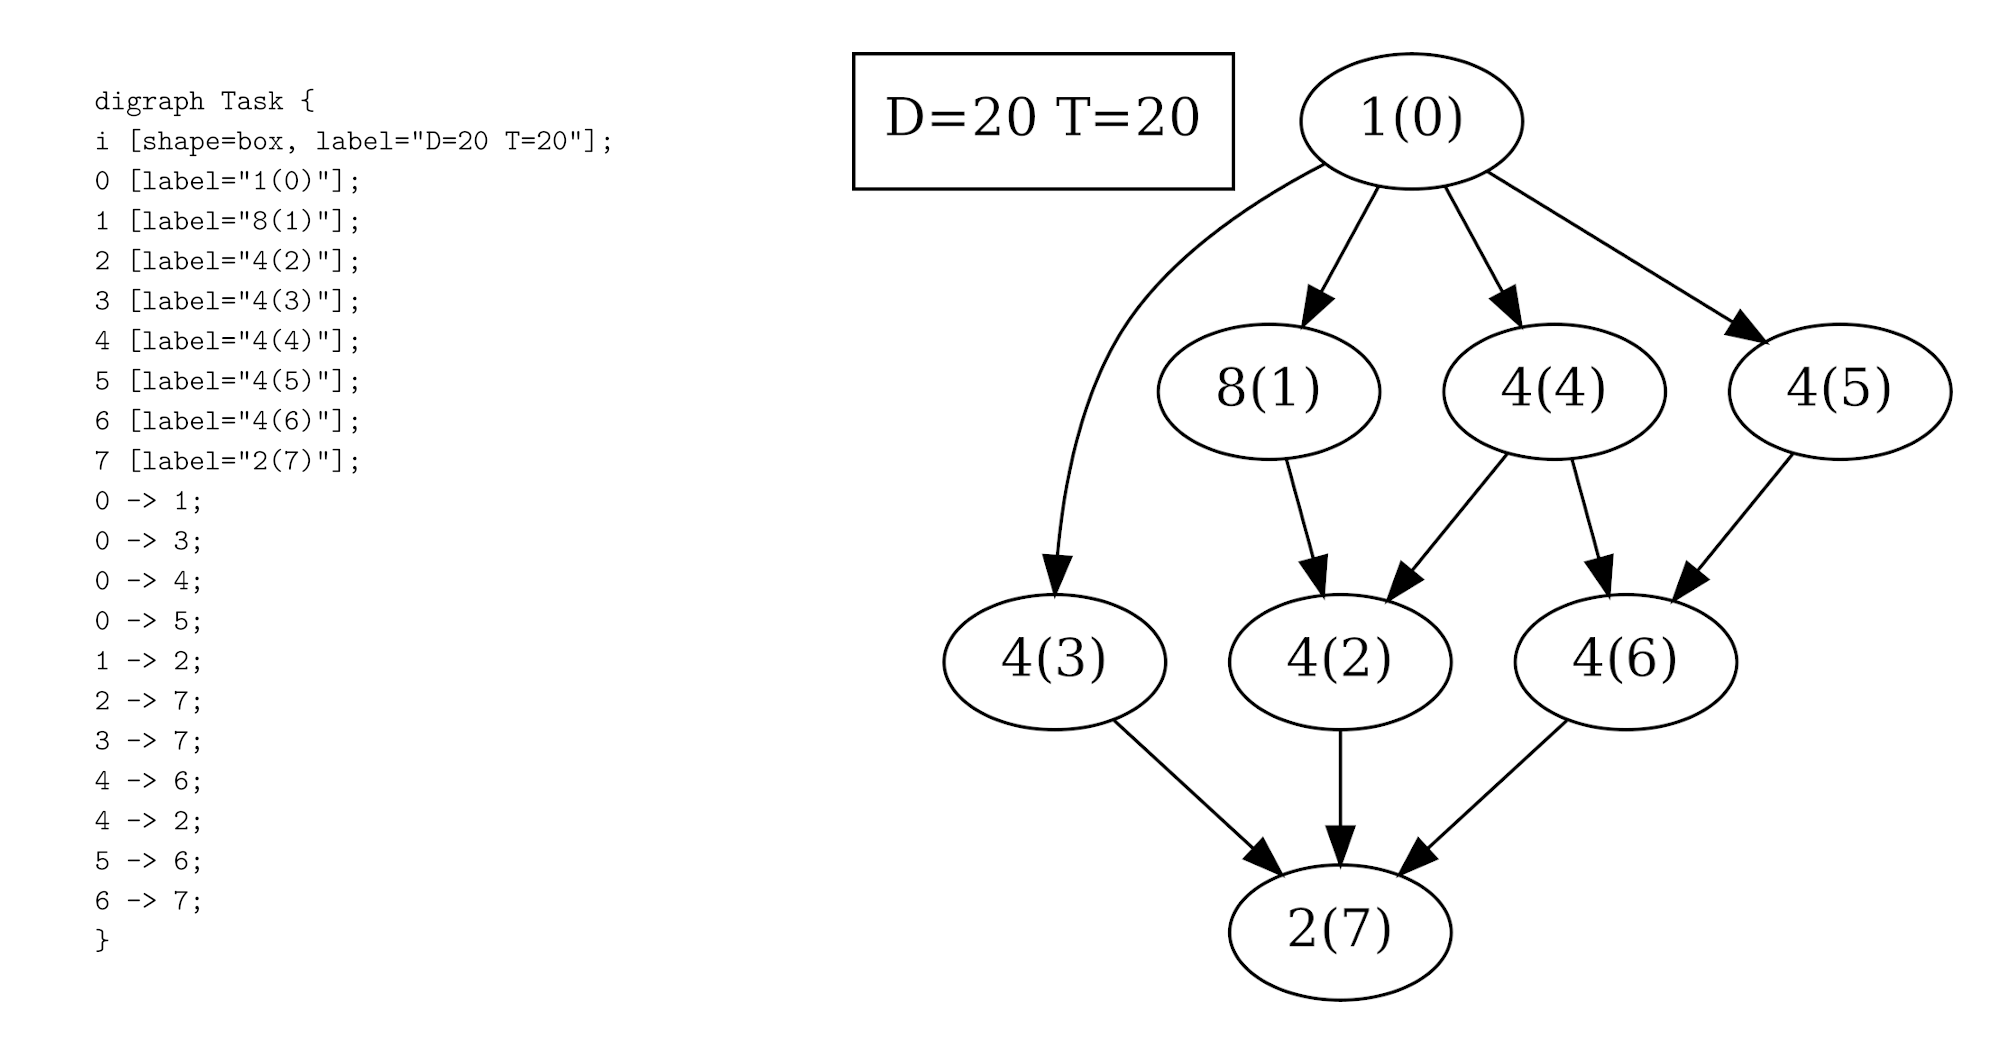 digraph Task {
i [shape=box, label="D=20 T=20"];
0 [label="1(0)"];
1 [label="8(1)"];
2 [label="4(2)"];
3 [label="4(3)"];
4 [label="4(4)"];
5 [label="4(5)"];
6 [label="4(6)"];
7 [label="2(7)"];
0 -> 1;
0 -> 3;
0 -> 4;
0 -> 5;
1 -> 2;
2 -> 7;
3 -> 7;
4 -> 6;
4 -> 2;
5 -> 6;
6 -> 7;
}
D=20 T=20
1(0)
8(1)
4(4)
4(5)
4(3)
4(2)
4(6)
2(7)